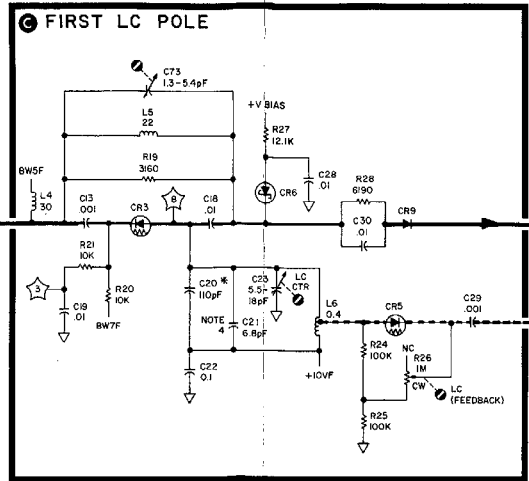 C FIRST LC POLE
C73
1.3-5.4pF
L5
22
R19
3160
+V BIAS
R27
12.1K
C28
.01
CR6
R28
6190
C30
.01
CR9
BW5F
L4
30
C13
.001
CR3
8
C18
.01
R21
10K
3
C19
.01
R20
10K
BW7F
C20*
110pF
NOTE
4
C21
6.8pF
C23
5.5-
18pF
LC
CTR
C22
0.1
L6
0.4
+10VF
CR5
C29
.001
R24
100K
NC
R26
1M
CW
LC
(FEEDBACK)
R25
100K